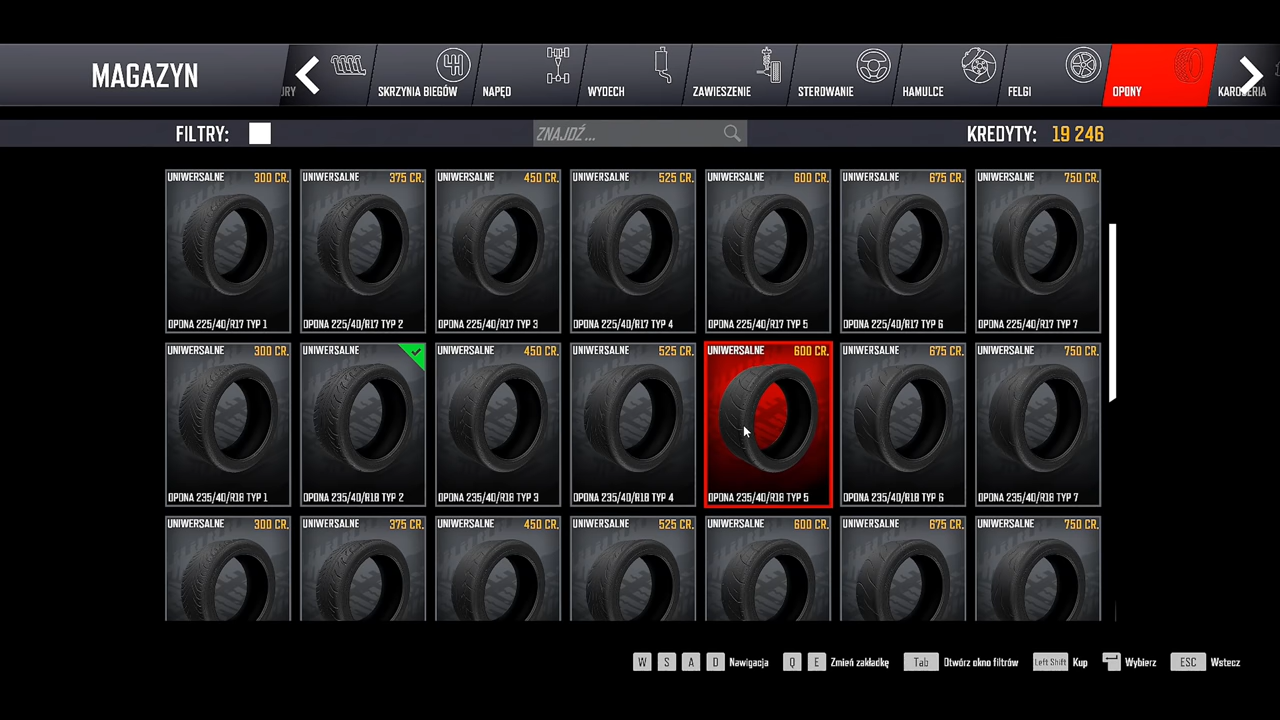 MAGAZYN
SKRZYNIA BIEGÓW
NAPĘD
WYDECH
ZAWIESZENIE
STEROWANIE
HAMULCE
FELGI
OPONY
KAROSERIA
FILTRY:
ZNAJDŹ...
KREDYTY: 19 246
UNIWERSALNE 300 CR.
UNIWERSALNE 375 CR.
UNIWERSALNE 450 CR.
UNIWERSALNE 525 CR.
UNIWERSALNE 600 CR.
UNIWERSALNE 675 CR.
UNIWERSALNE 750 CR.
OPONA 225/40/R17 TYP 1
OPONA 225/40/R17 TYP 2
OPONA 225/40/R17 TYP 3
OPONA 225/40/R17 TYP 4
OPONA 225/40/R17 TYP 5
OPONA 225/40/R17 TYP 6
OPONA 225/40/R17 TYP 7
UNIWERSALNE 300 CR.
UNIWERSALNE
UNIWERSALNE 450 CR.
UNIWERSALNE 525 CR.
UNIWERSALNE 600 CR.
UNIWERSALNE 675 CR.
UNIWERSALNE 750 CR.
OPONA 235/40/R18 TYP 1
OPONA 235/40/R18 TYP 2
OPONA 235/40/R18 TYP 3
OPONA 235/40/R18 TYP 4
OPONA 235/40/R18 TYP 5
OPONA 235/40/R18 TYP 6
OPONA 235/40/R18 TYP 7
UNIWERSALNE 300 CR.
UNIWERSALNE 375 CR.
UNIWERSALNE 450 CR.
UNIWERSALNE 525 CR.
UNIWERSALNE 600 CR.
UNIWERSALNE 675 CR.
UNIWERSALNE 750 CR.
W S A D Nawigacja Q E Zmień zakładkę Tab Otwórz okno filtrów Left Shift Kup Wybierz ESC Wstecz